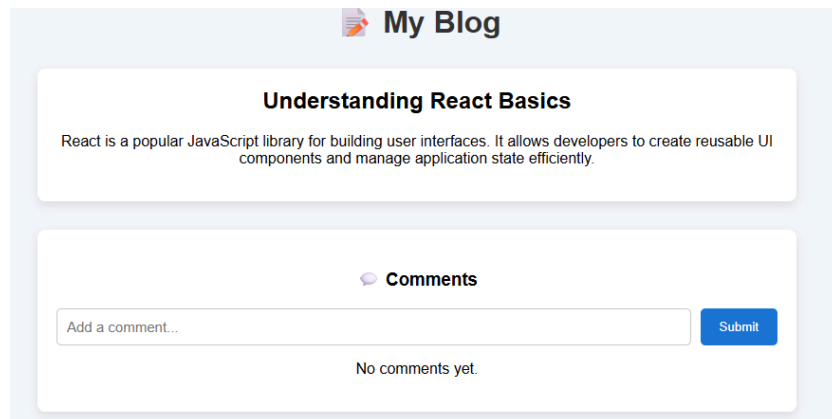 My Blog
Understanding React Basics
React is a popular JavaScript library for building user interfaces. It allows developers to create reusable UI
components and manage application state efficiently.
Comments
Add a comment...
Submit
No comments yet.